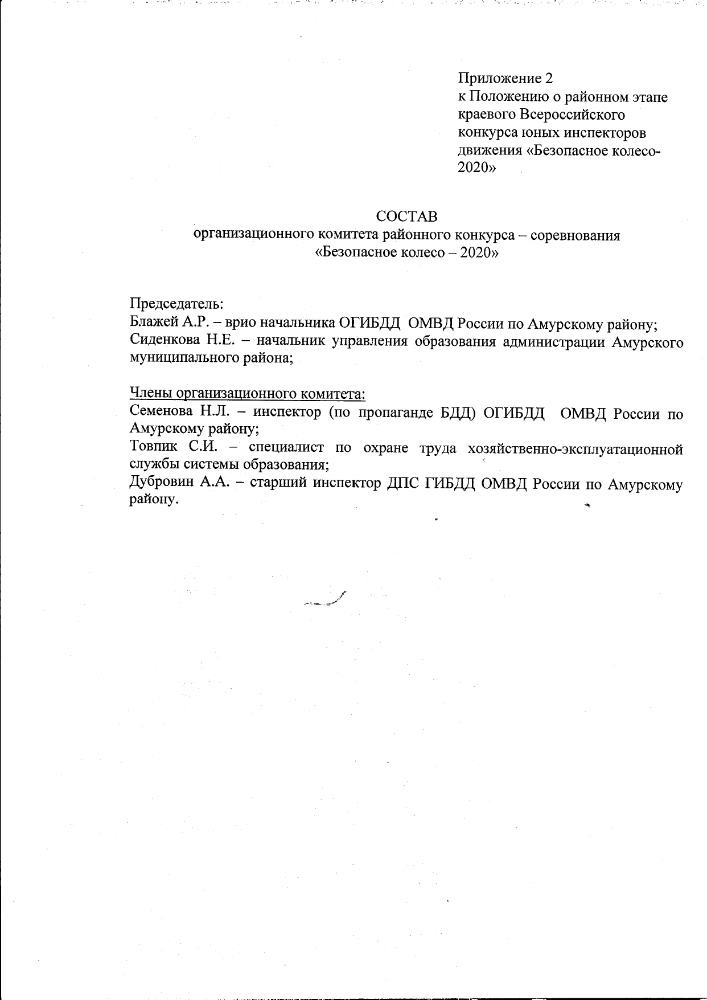 Приложение 2
к Положению о районном этапе
краевого Всероссийского
конкурса юных инспекторов
движения «Безопасное колесо-
2020»
СОСТАВ
организационного комитета районного конкурса – соревнования
«Безопасное колесо – 2020»
Председатель:
Блажей А.Р. – врио начальника ОГИБДД ОМВД России по Амурскому району;
Сиденкова Н.Е. – начальник управления образования администрации Амурского
муниципального района;
Члены организационного комитета:
Семенова Н.Л. – инспектор (по пропаганде БДД) ОГИБДД ОМВД России по
Амурскому району;
Товпик С.И. – специалист по охране труда хозяйственно-эксплуатационной
службы системы образования;
Дубровин А.А. – старший инспектор ДПС ГИБДД ОМВД России по Амурскому
району.